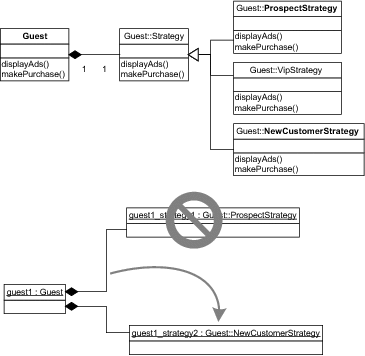 Guest
displayAds()
makePurchase()
1 1
Guest::Strategy
displayAds()
makePurchase()
Guest::ProspectStrategy
displayAds()
makePurchase()
Guest::VipStrategy
displayAds()
makePurchase()
Guest::NewCustomerStrategy
displayAds()
makePurchase()
guest1_strategy1 : Guest::ProspectStrategy
guest1 : Guest
guest1_strategy2 : Guest::NewCustomerStrategy